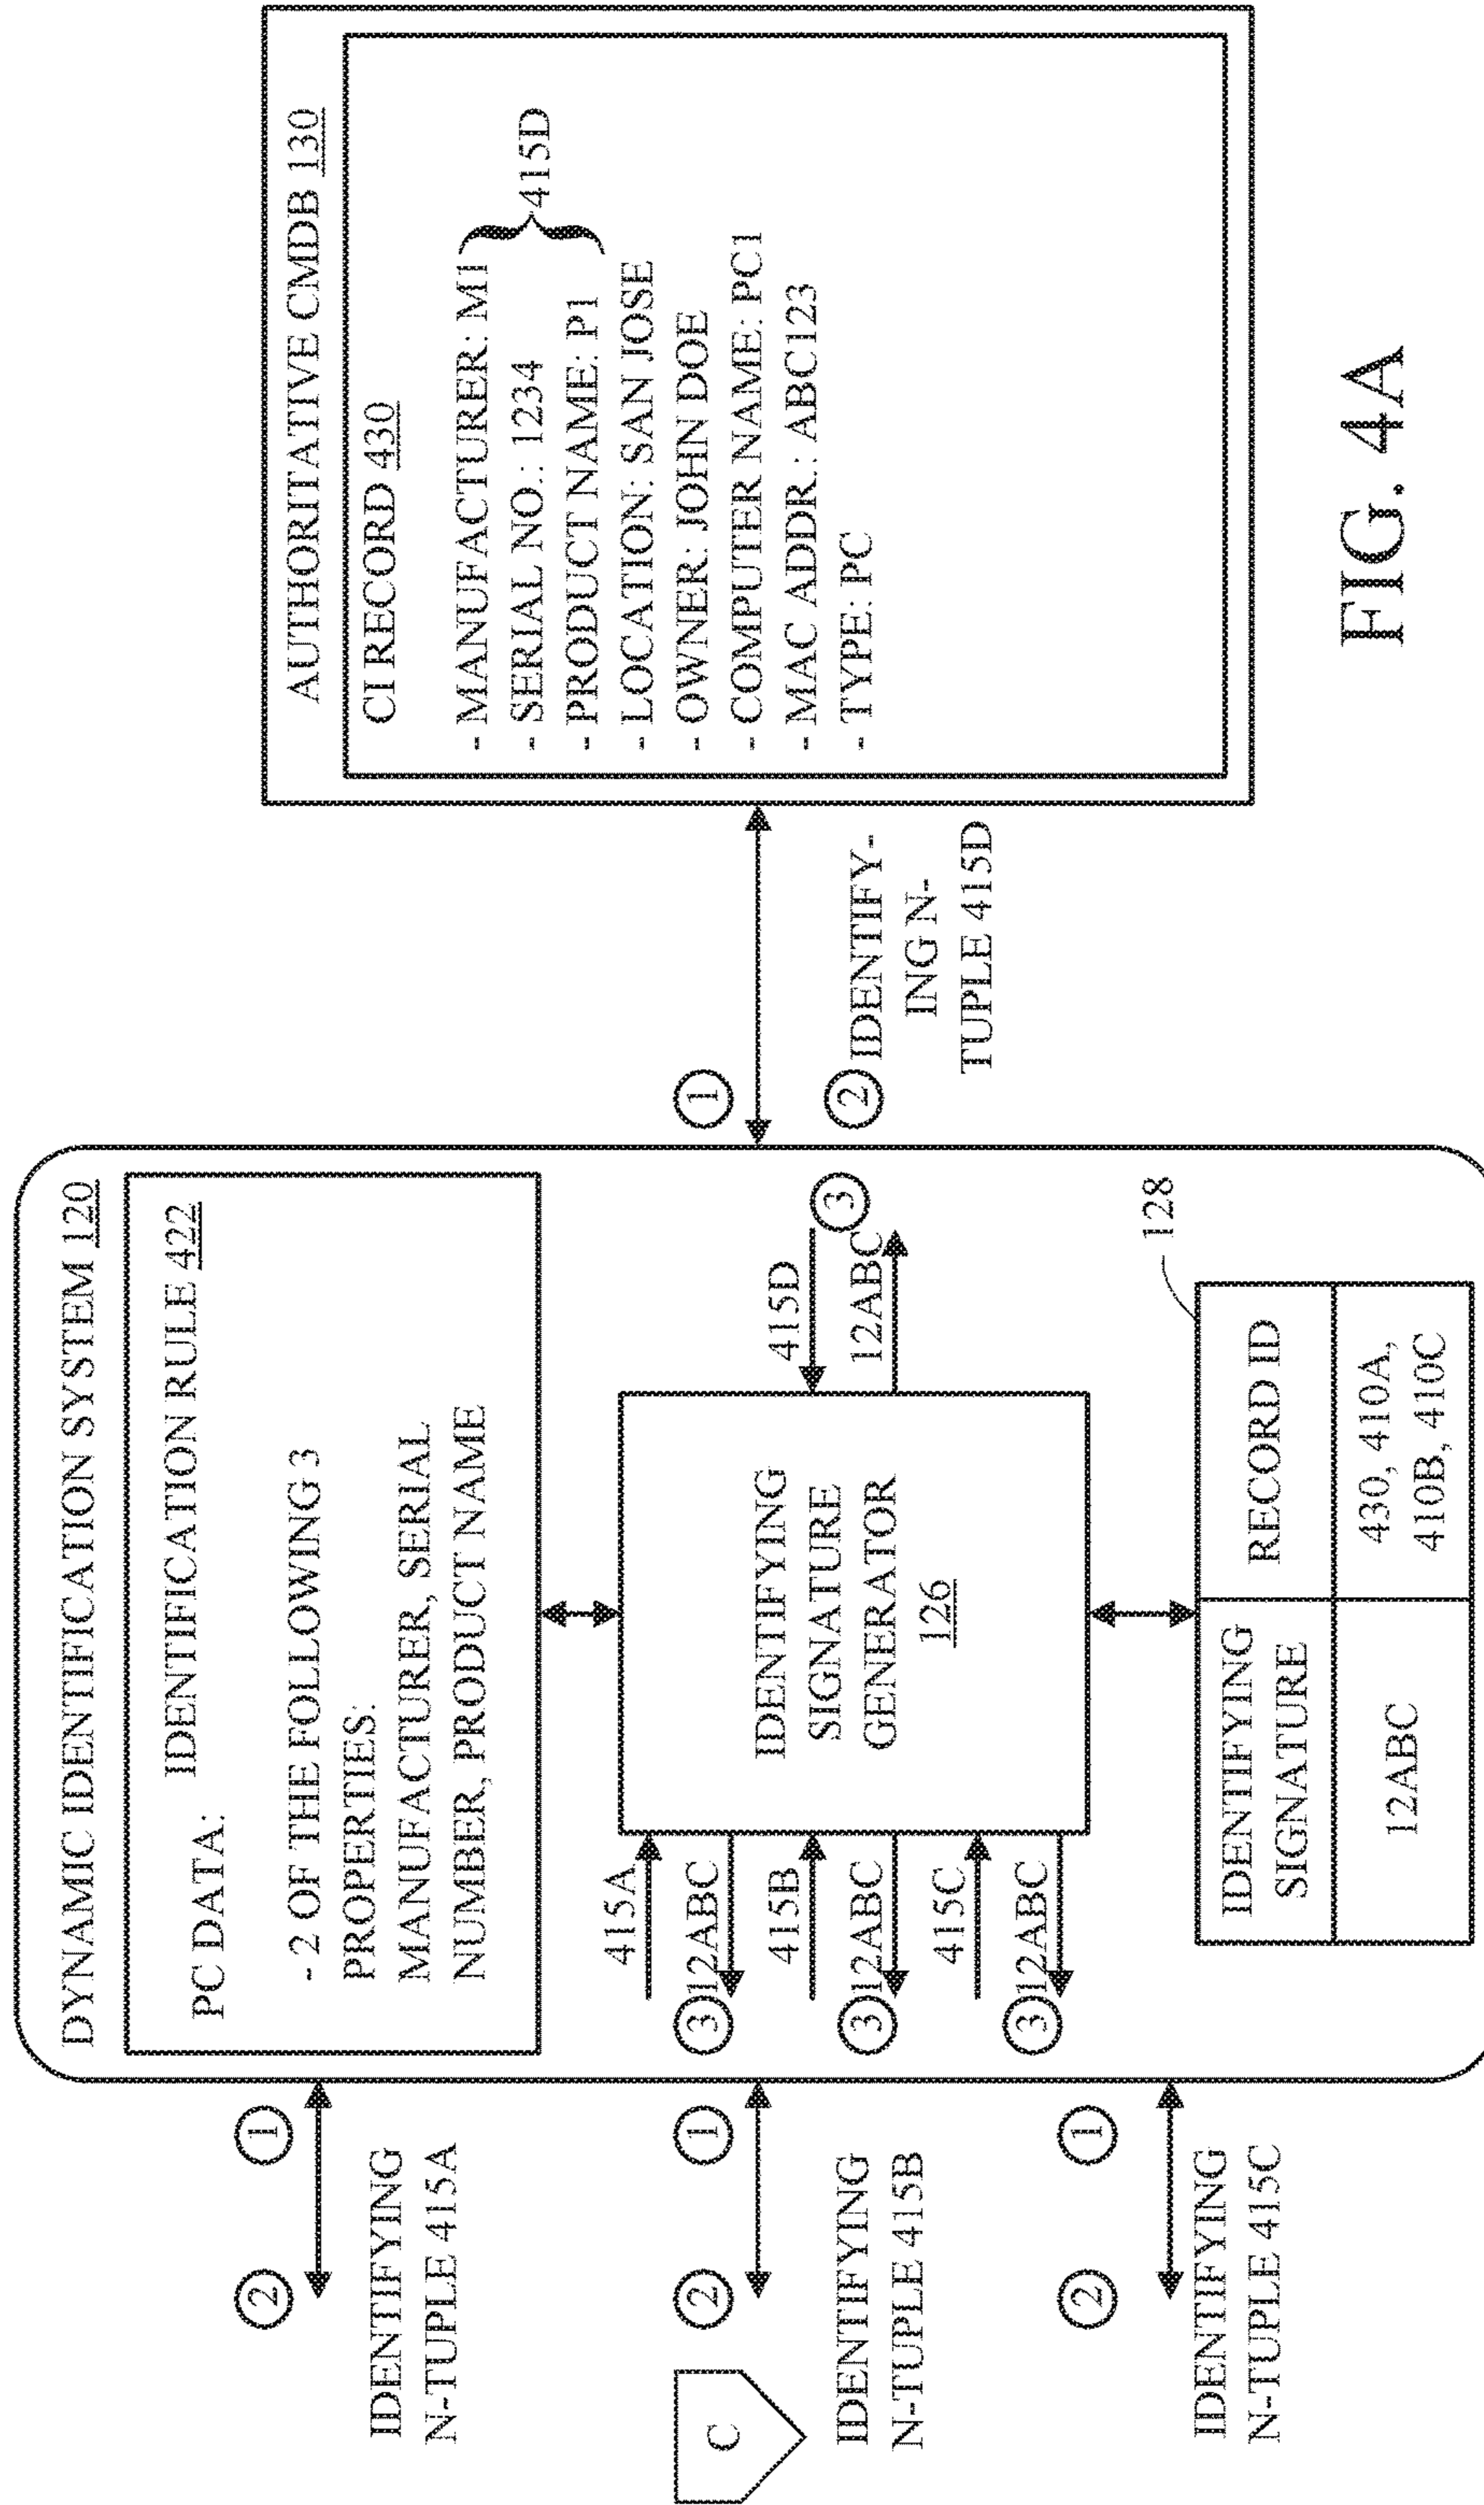 DYNAMIC IDENTIFICATION SYSTEM 120
IDENTIFICATION RULE 422
PC DATA:
- 2 OF THE FOLLOWING 3
PROPERTIES:
MANUFACTURER, SERIAL
NUMBER, PRODUCT NAME
2
1
IDENTIFYING
N-TUPLE 415A
C
2
1
IDENTIFYING
N-TUPLE 415B
2
1
IDENTIFYING
N-TUPLE 415C
415A
3 12ABC
415B
3 12ABC
415C
3 12ABC
IDENTIFYING
SIGNATURE
GENERATOR
126
415D
3
12ABC
128
IDENTIFYING
SIGNATURE
RECORD ID
12ABC
430, 410A,
410B, 410C
1
2 IDENTIFY-
ING N-
TUPLE 415D
AUTHORITATIVE CMDB 130
CI RECORD 430
- MANUFACTURER: M1
- SERIAL NO.: 1234
- PRODUCT NAME: P1
415D
- LOCATION: SAN JOSE
- OWNER: JOHN DOE
- COMPUTER NAME: PC1
- MAC ADDR.: ABC123
- TYPE: PC
FIG. 4A